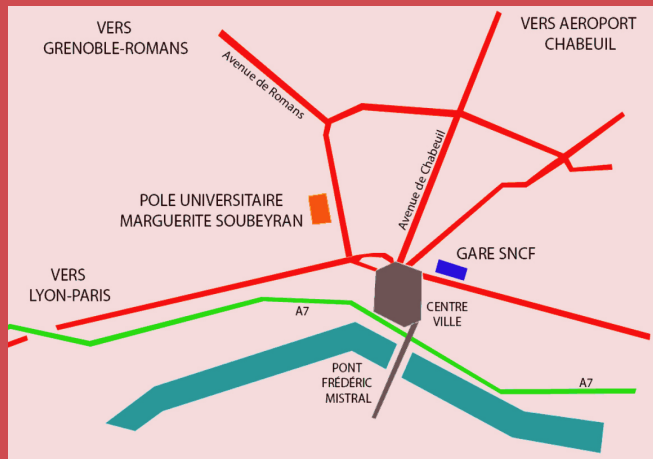 VERS
GRENOBLE-ROMANS
VERS AEROPORT
CHABEUIL
Avenue de Romans
Avenue de Chabeuil
POLE UNIVERSITAIRE
MARGUERITE SOUBEYRAN
GARE SNCF
VERS
LYON-PARIS
A7
CENTRE
VILLE
PONT
FRÉDÉRIC
MISTRAL
A7